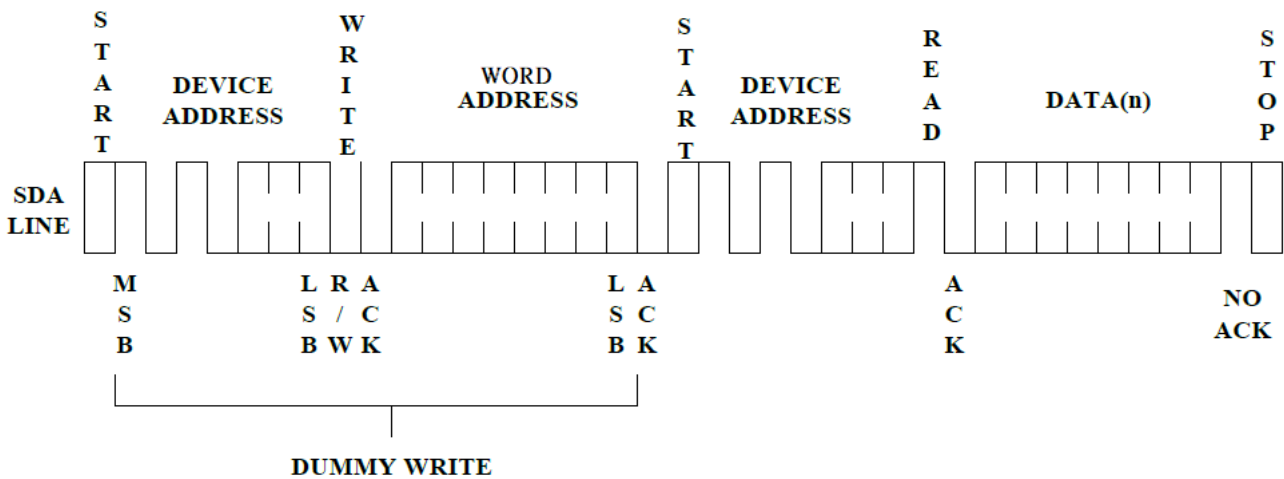 START
WRITE
START
READ
STOP
DEVICE
ADDRESS
WORD
ADDRESS
DEVICE
ADDRESS
DATA(n)
SDA
LINE
MSB
LSB
R/W
ACK
LSB
ACK
ACK
NO
ACK
DUMMY WRITE